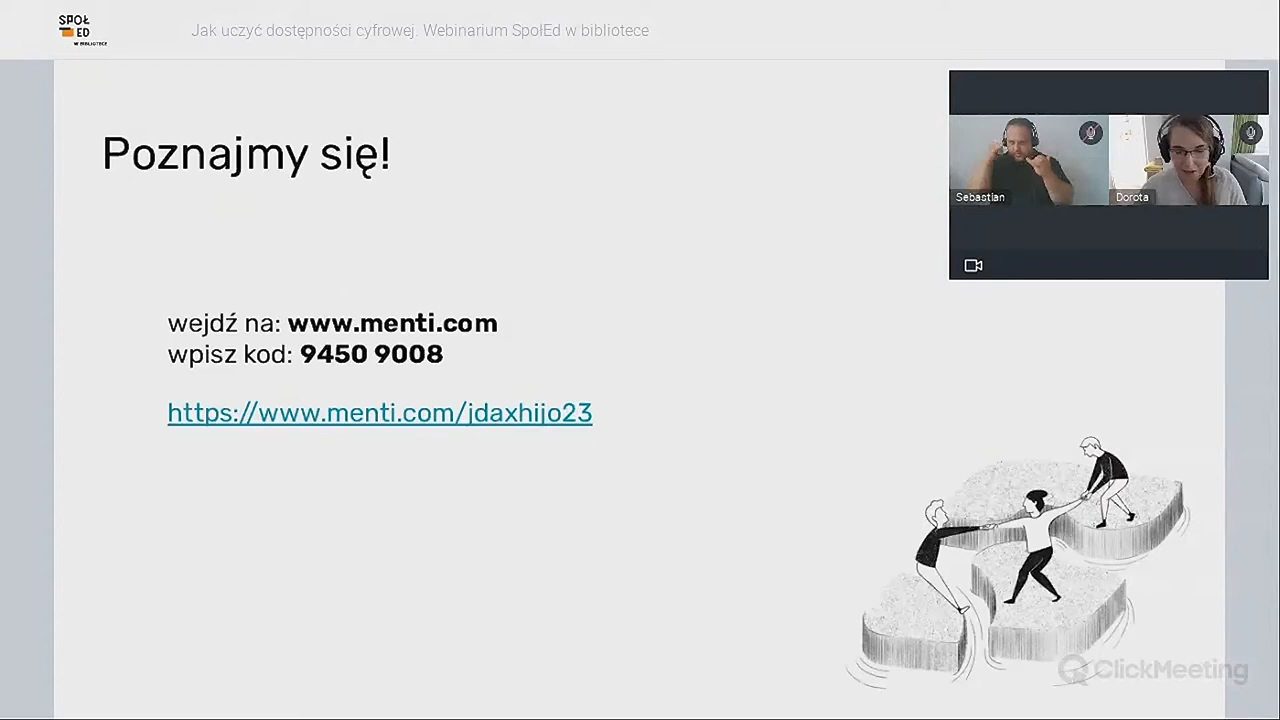 SPOŁ
ED
W BIBLIOTECE
Jak uczyć dostępności cyfrowej. Webinarium SpołEd w bibliotece
Poznajmy się!
Sebastian
Dorota
wejdź na: www.menti.com
wpisz kod: 9450 9008
https://www.menti.com/jdaxhijo23
ClickMeeting